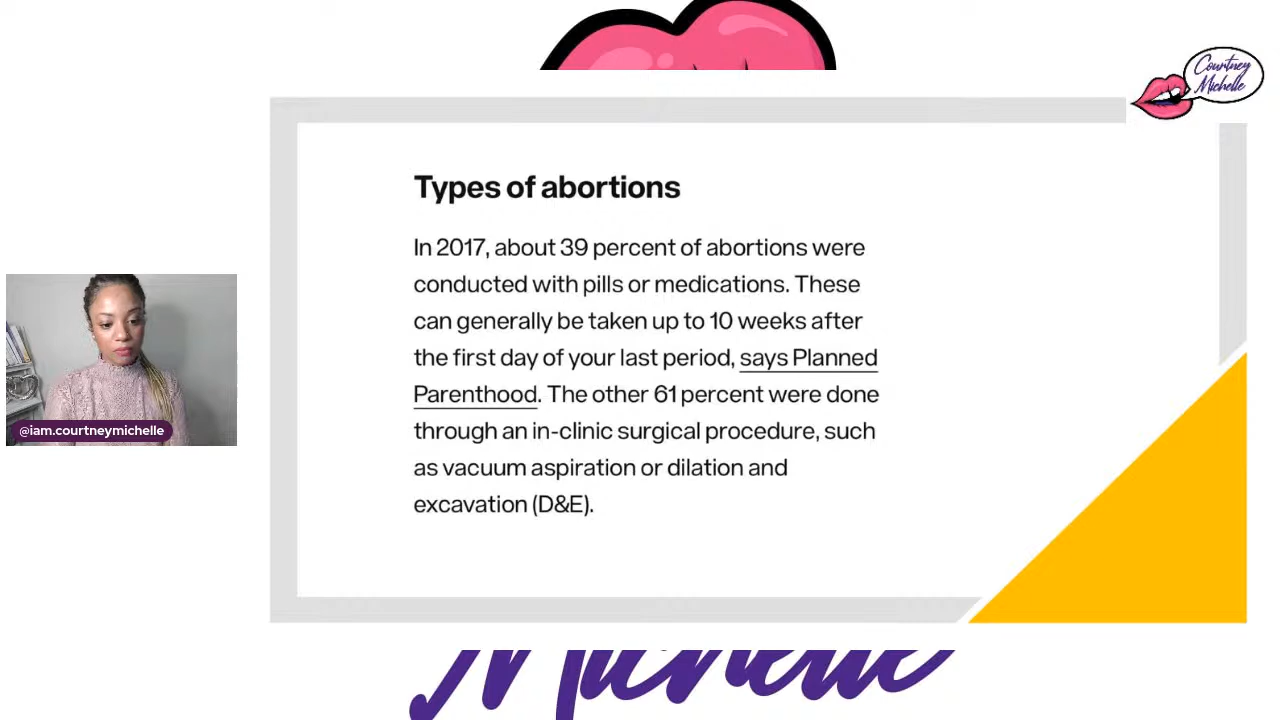 Courtney
Michelle
Types of abortions
In 2017, about 39 percent of abortions were
conducted with pills or medications. These
can generally be taken up to 10 weeks after
the first day of your last period, says Planned
Parenthood. The other 61 percent were done
through an in-clinic surgical procedure, such
as vacuum aspiration or dilation and
excavation (D&E).
@iam.courtneymichelle
Michelle